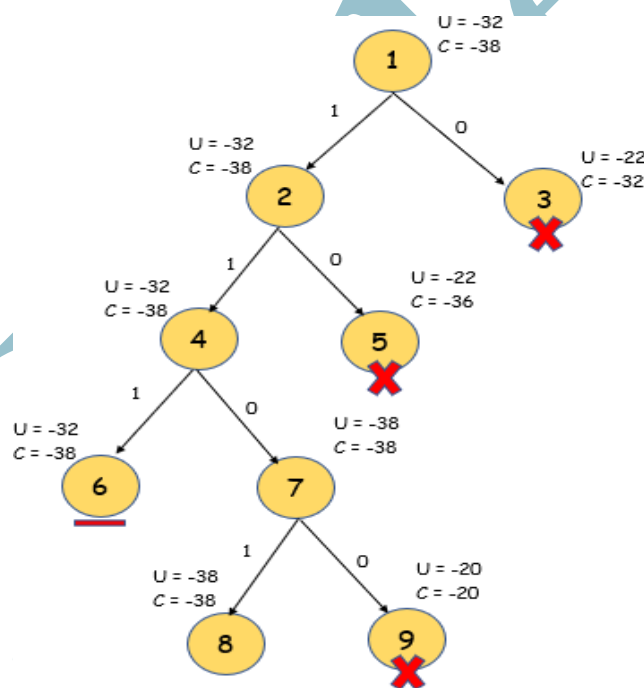 U = -32
C = -38
1
1
0
U = -32
C = -38
2
U = -22
C = -32
3
1
0
U = -32
C = -38
4
U = -22
C = -36
5
1
0
U = -32
C = -38
6
U = -38
C = -38
7
1
0
U = -38
C = -38
8
U = -20
C = -20
9